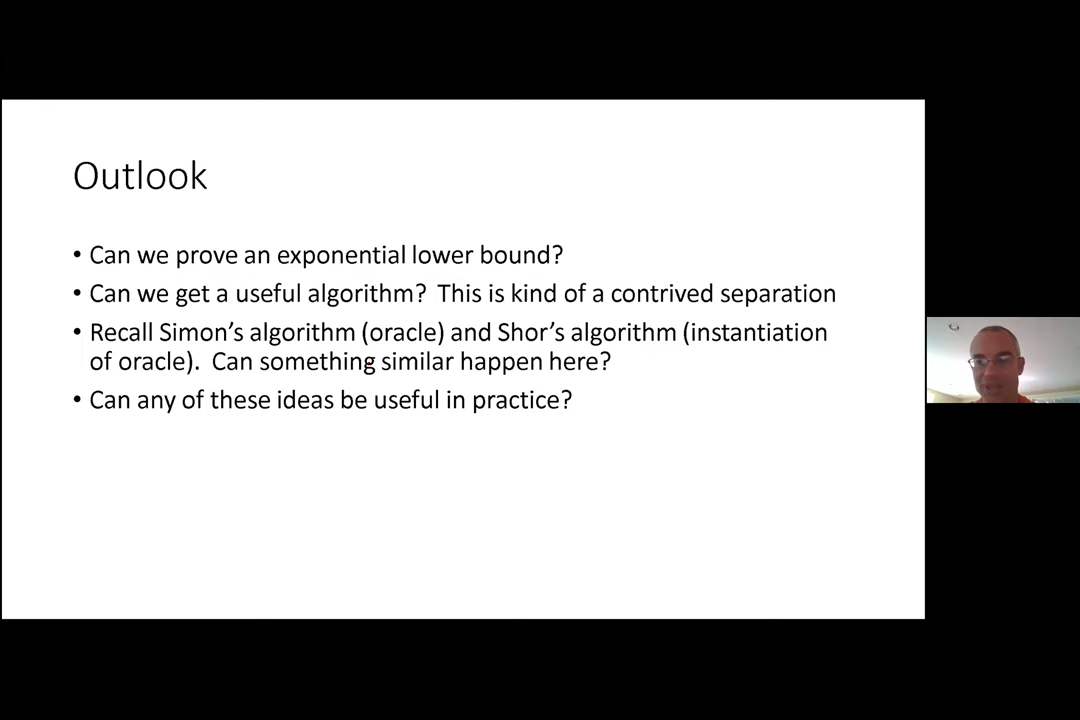 Outlook
• Can we prove an exponential lower bound?
• Can we get a useful algorithm?  This is kind of a contrived separation
• Recall Simon’s algorithm (oracle) and Shor’s algorithm (instantiation
of oracle).  Can something similar happen here?
• Can any of these ideas be useful in practice?